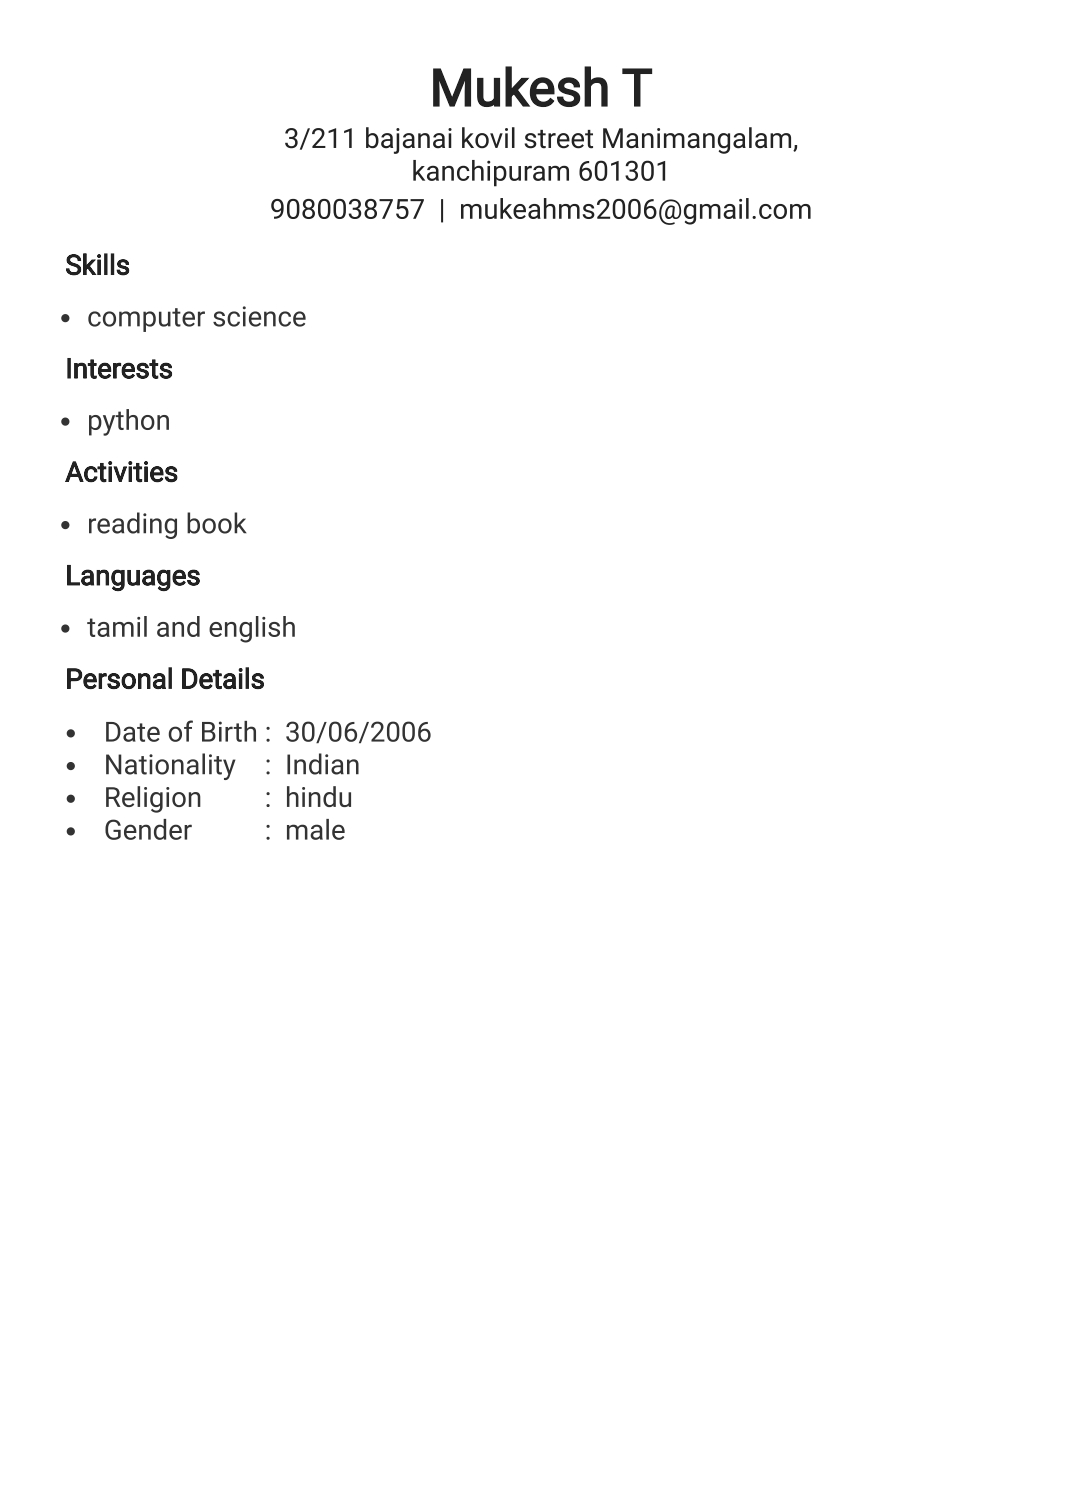 Mukesh T
3/211 bajanai kovil street Manimangalam,
kanchipuram 601301
9080038757 | mukeahms2006@gmail.com
Skills
• computer science
Interests
• python
Activities
• reading book
Languages
• tamil and english
Personal Details
• Date of Birth : 30/06/2006
• Nationality : Indian
• Religion : hindu
• Gender : male